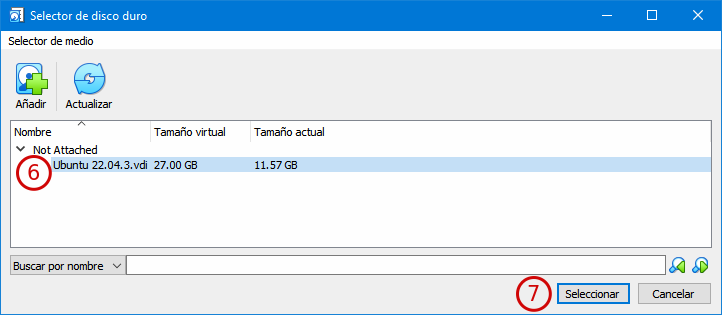 Selector de disco duro
Selector de medio
Añadir Actualizar
Nombre Tamaño virtual Tamaño actual
Not Attached
6 Ubuntu 22.04.3.vdi 27.00 GB 11.57 GB
Buscar por nombre
7 Seleccionar Cancelar